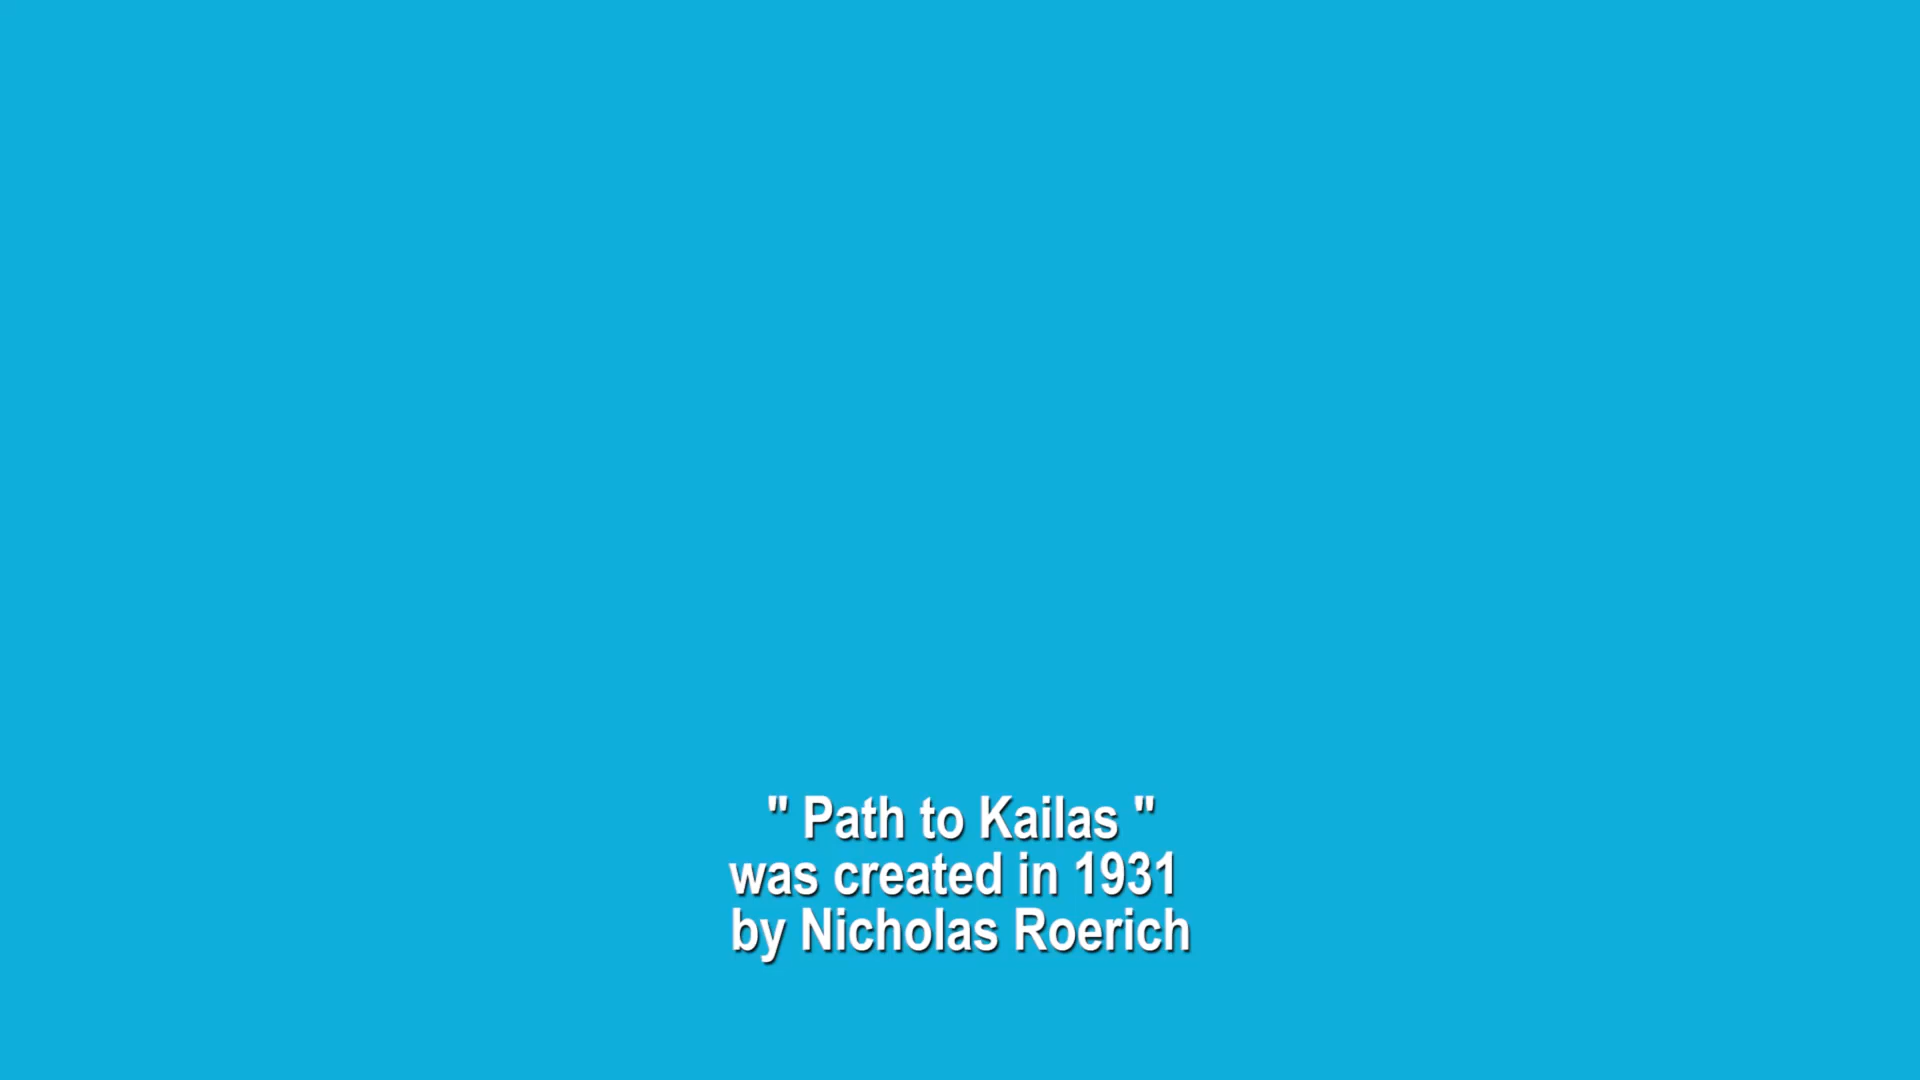 " Path to Kailas "
was created in 1931
by Nicholas Roerich